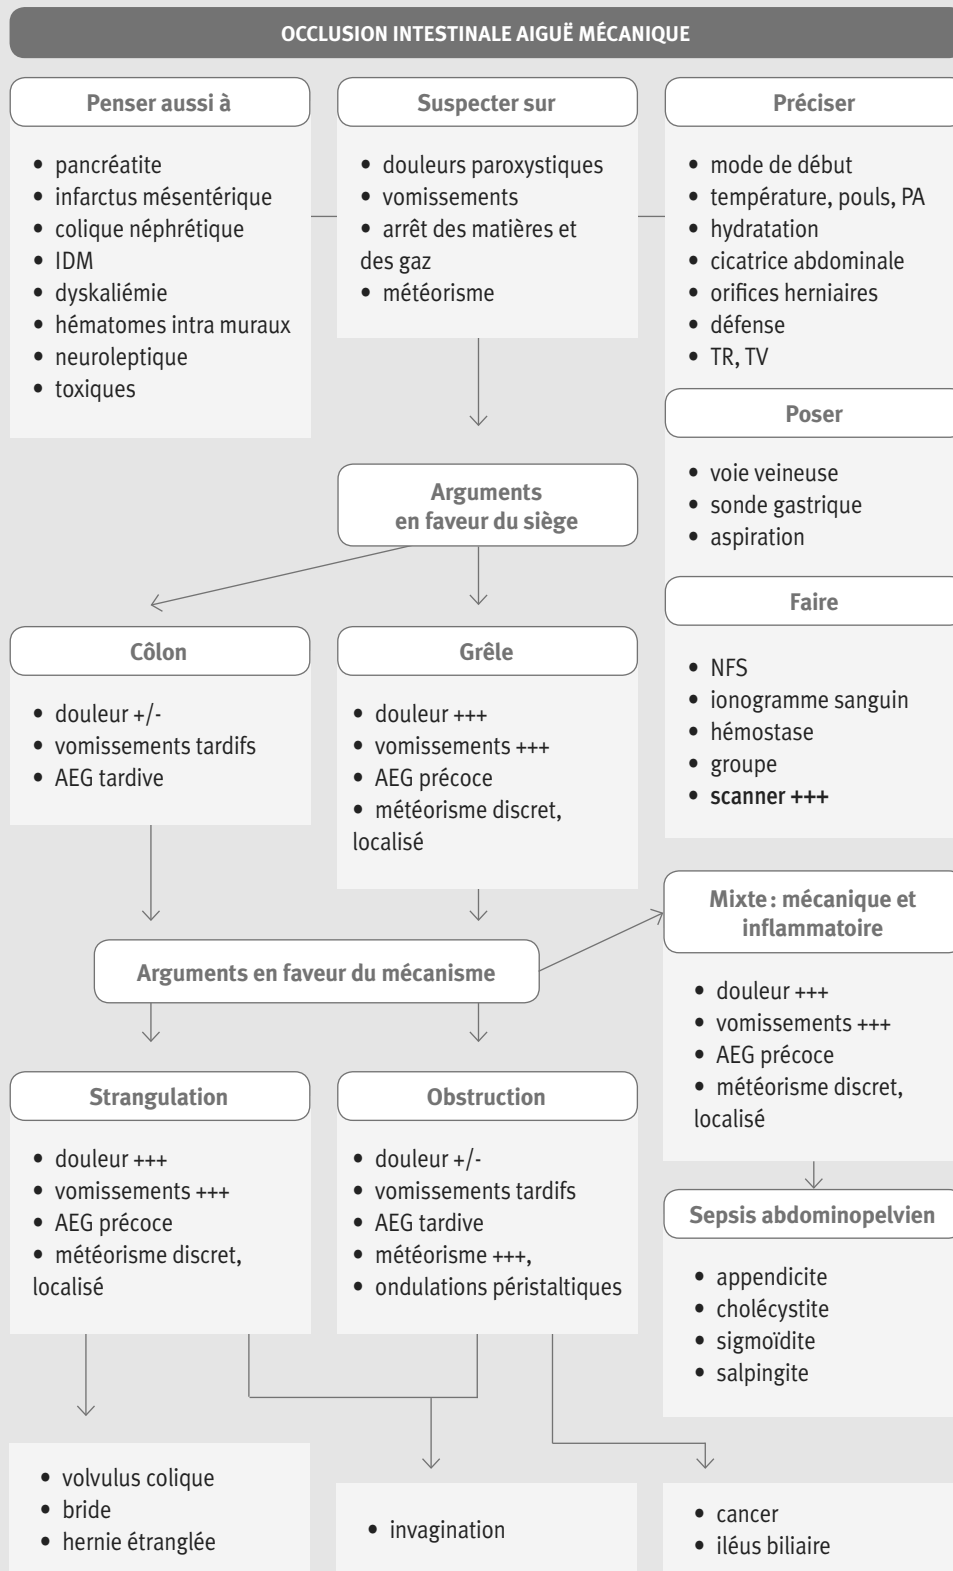 OCCLUSION INTESTINALE AIGUË MÉCANIQUE
Penser aussi à
• pancréatite
• infarctus mésentérique
• colique néphrétique
• IDM
• dyskaliémie
• hématomes intra muraux
• neuroleptique
• toxiques
Suspecter sur
• douleurs paroxystiques
• vomissements
• arrêt des matières et
des gaz
• météorisme
Préciser
• mode de début
• température, pouls, PA
• hydratation
• cicatrice abdominale
• orifices herniaires
• défense
• TR, TV
Poser
• voie veineuse
• sonde gastrique
• aspiration
Faire
• NFS
• ionogramme sanguin
• hémostase
• groupe
• scanner +++
Arguments
en faveur du siège
Côlon
• douleur +/-
• vomissements tardifs
• AEG tardive
Grêle
• douleur +++
• vomissements +++
• AEG précoce
• météorisme discret,
localisé
Arguments en faveur du mécanisme
Mixte : mécanique et
inflammatoire
• douleur +++
• vomissements +++
• AEG précoce
• météorisme discret,
localisé
Strangulation
• douleur +++
• vomissements +++
• AEG précoce
• météorisme discret,
localisé
Obstruction
• douleur +/-
• vomissements tardifs
• AEG tardive
• météorisme +++,
• ondulations péristaltiques
Sepsis abdominopelvien
• appendicite
• cholécystite
• sigmoïdite
• salpingite
• volvulus colique
• bride
• hernie étranglée
• invagination
• cancer
• iléus biliaire